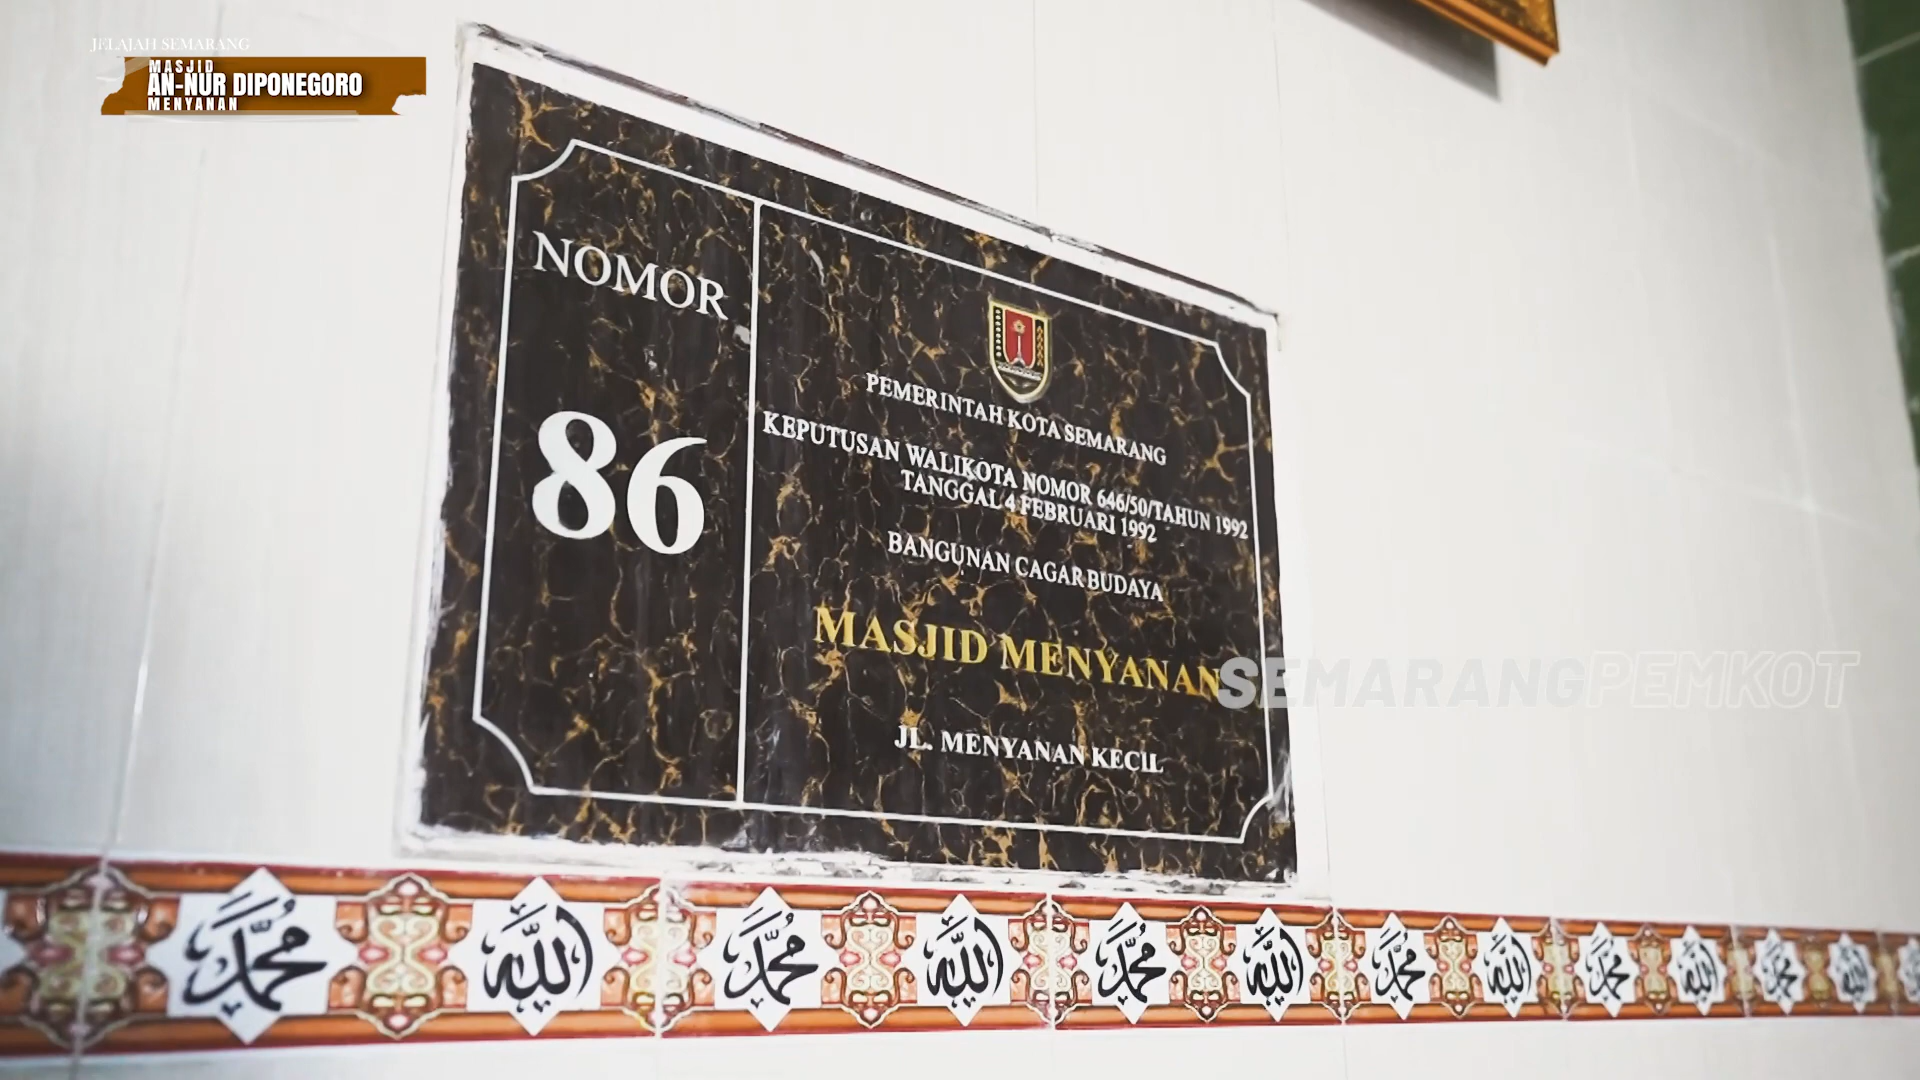 JELAJAH SEMARANG
MASJID
AN-NUR DIPONEGORO
MENYANAN
NOMOR
86
PEMERINTAH KOTA SEMARANG
KEPUTUSAN WALIKOTA NOMOR 646/50/TAHUN 1992
TANGGAL 4 FEBRUARI 1992
BANGUNAN CAGAR BUDAYA
MASJID MENYANAN
JL. MENYANAN KECIL
SEMARANGPEMKOT
محمد الله محمد الله محمد الله محمد الله محمد الله محمد الله